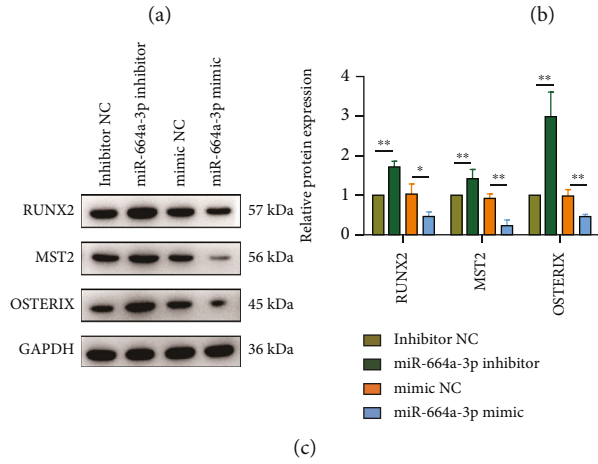 (a)
(b)
Inhibitor NC
miR-664a-3p inhibitor
mimic NC
miR-664a-3p mimic
RUNX2
57 kDa
MST2
56 kDa
OSTERIX
45 kDa
GAPDH
36 kDa
Relative protein expression
4
3
2
1
0
**
*
**
**
**
**
RUNX2
MST2
OSTERIX
Inhibitor NC
miR-664a-3p inhibitor
mimic NC
miR-664a-3p mimic
(c)